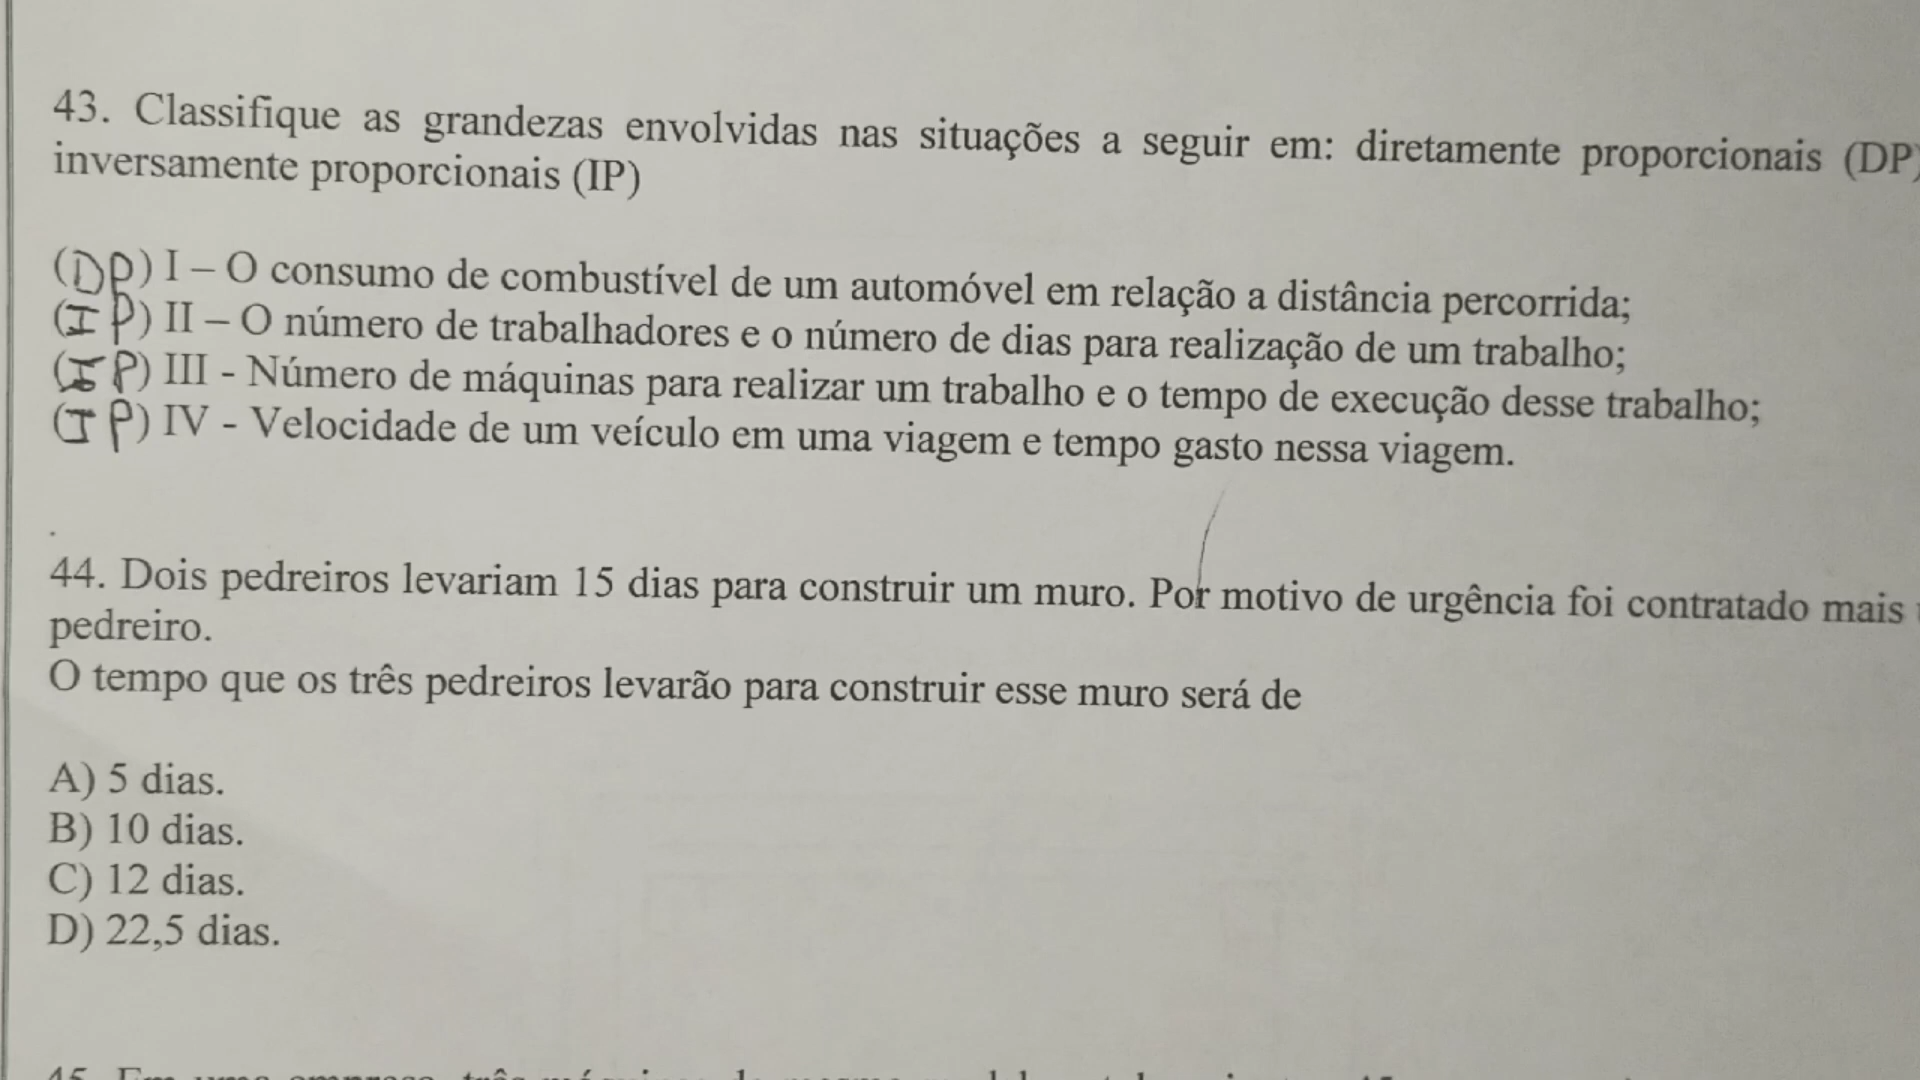 43. Classifique as grandezas envolvidas nas situações a seguir em: diretamente proporcionais (DP)
inversamente proporcionais (IP)
(DP) I – O consumo de combustível de um automóvel em relação a distância percorrida;
(IP) II – O número de trabalhadores e o número de dias para realização de um trabalho;
(IP) III - Número de máquinas para realizar um trabalho e o tempo de execução desse trabalho;
(IP) IV - Velocidade de um veículo em uma viagem e tempo gasto nessa viagem.
44. Dois pedreiros levariam 15 dias para construir um muro. Por motivo de urgência foi contratado mais
pedreiro.
O tempo que os três pedreiros levarão para construir esse muro será de
A) 5 dias.
B) 10 dias.
C) 12 dias.
D) 22,5 dias.